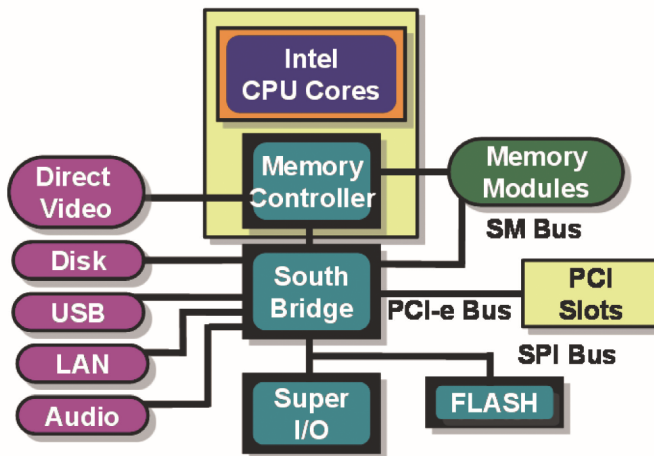 Intel
CPU Cores
Memory
Controller
Direct
Video
Memory
Modules
SM Bus
Disk
South
Bridge
USB
PCI-e Bus
PCI
Slots
LAN
SPI Bus
Audio
Super
I/O
FLASH